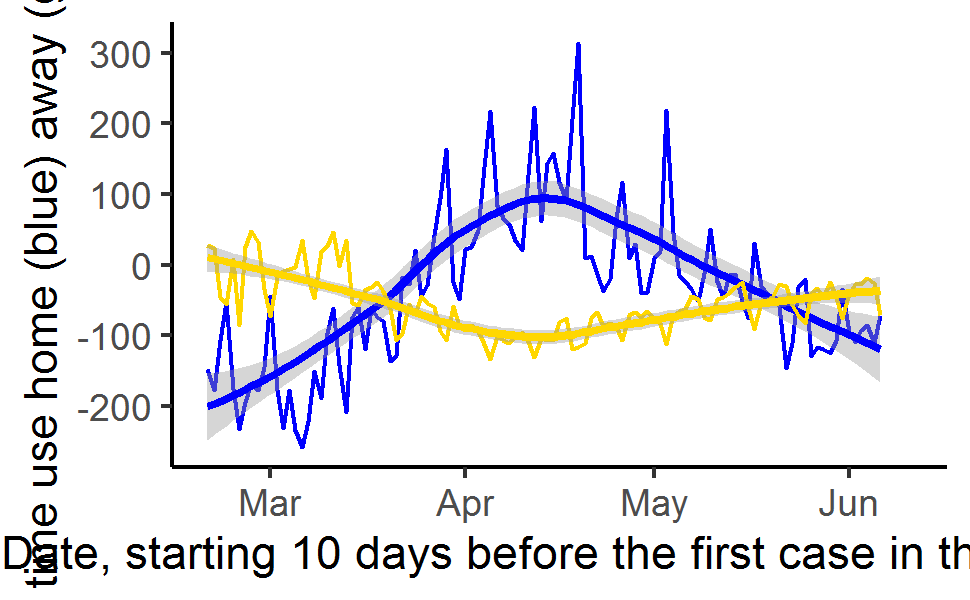 time use home (blue) away (
300
200
100
0
-100
-200
Mar Apr May Jun
Date, starting 10 days before the first case in th